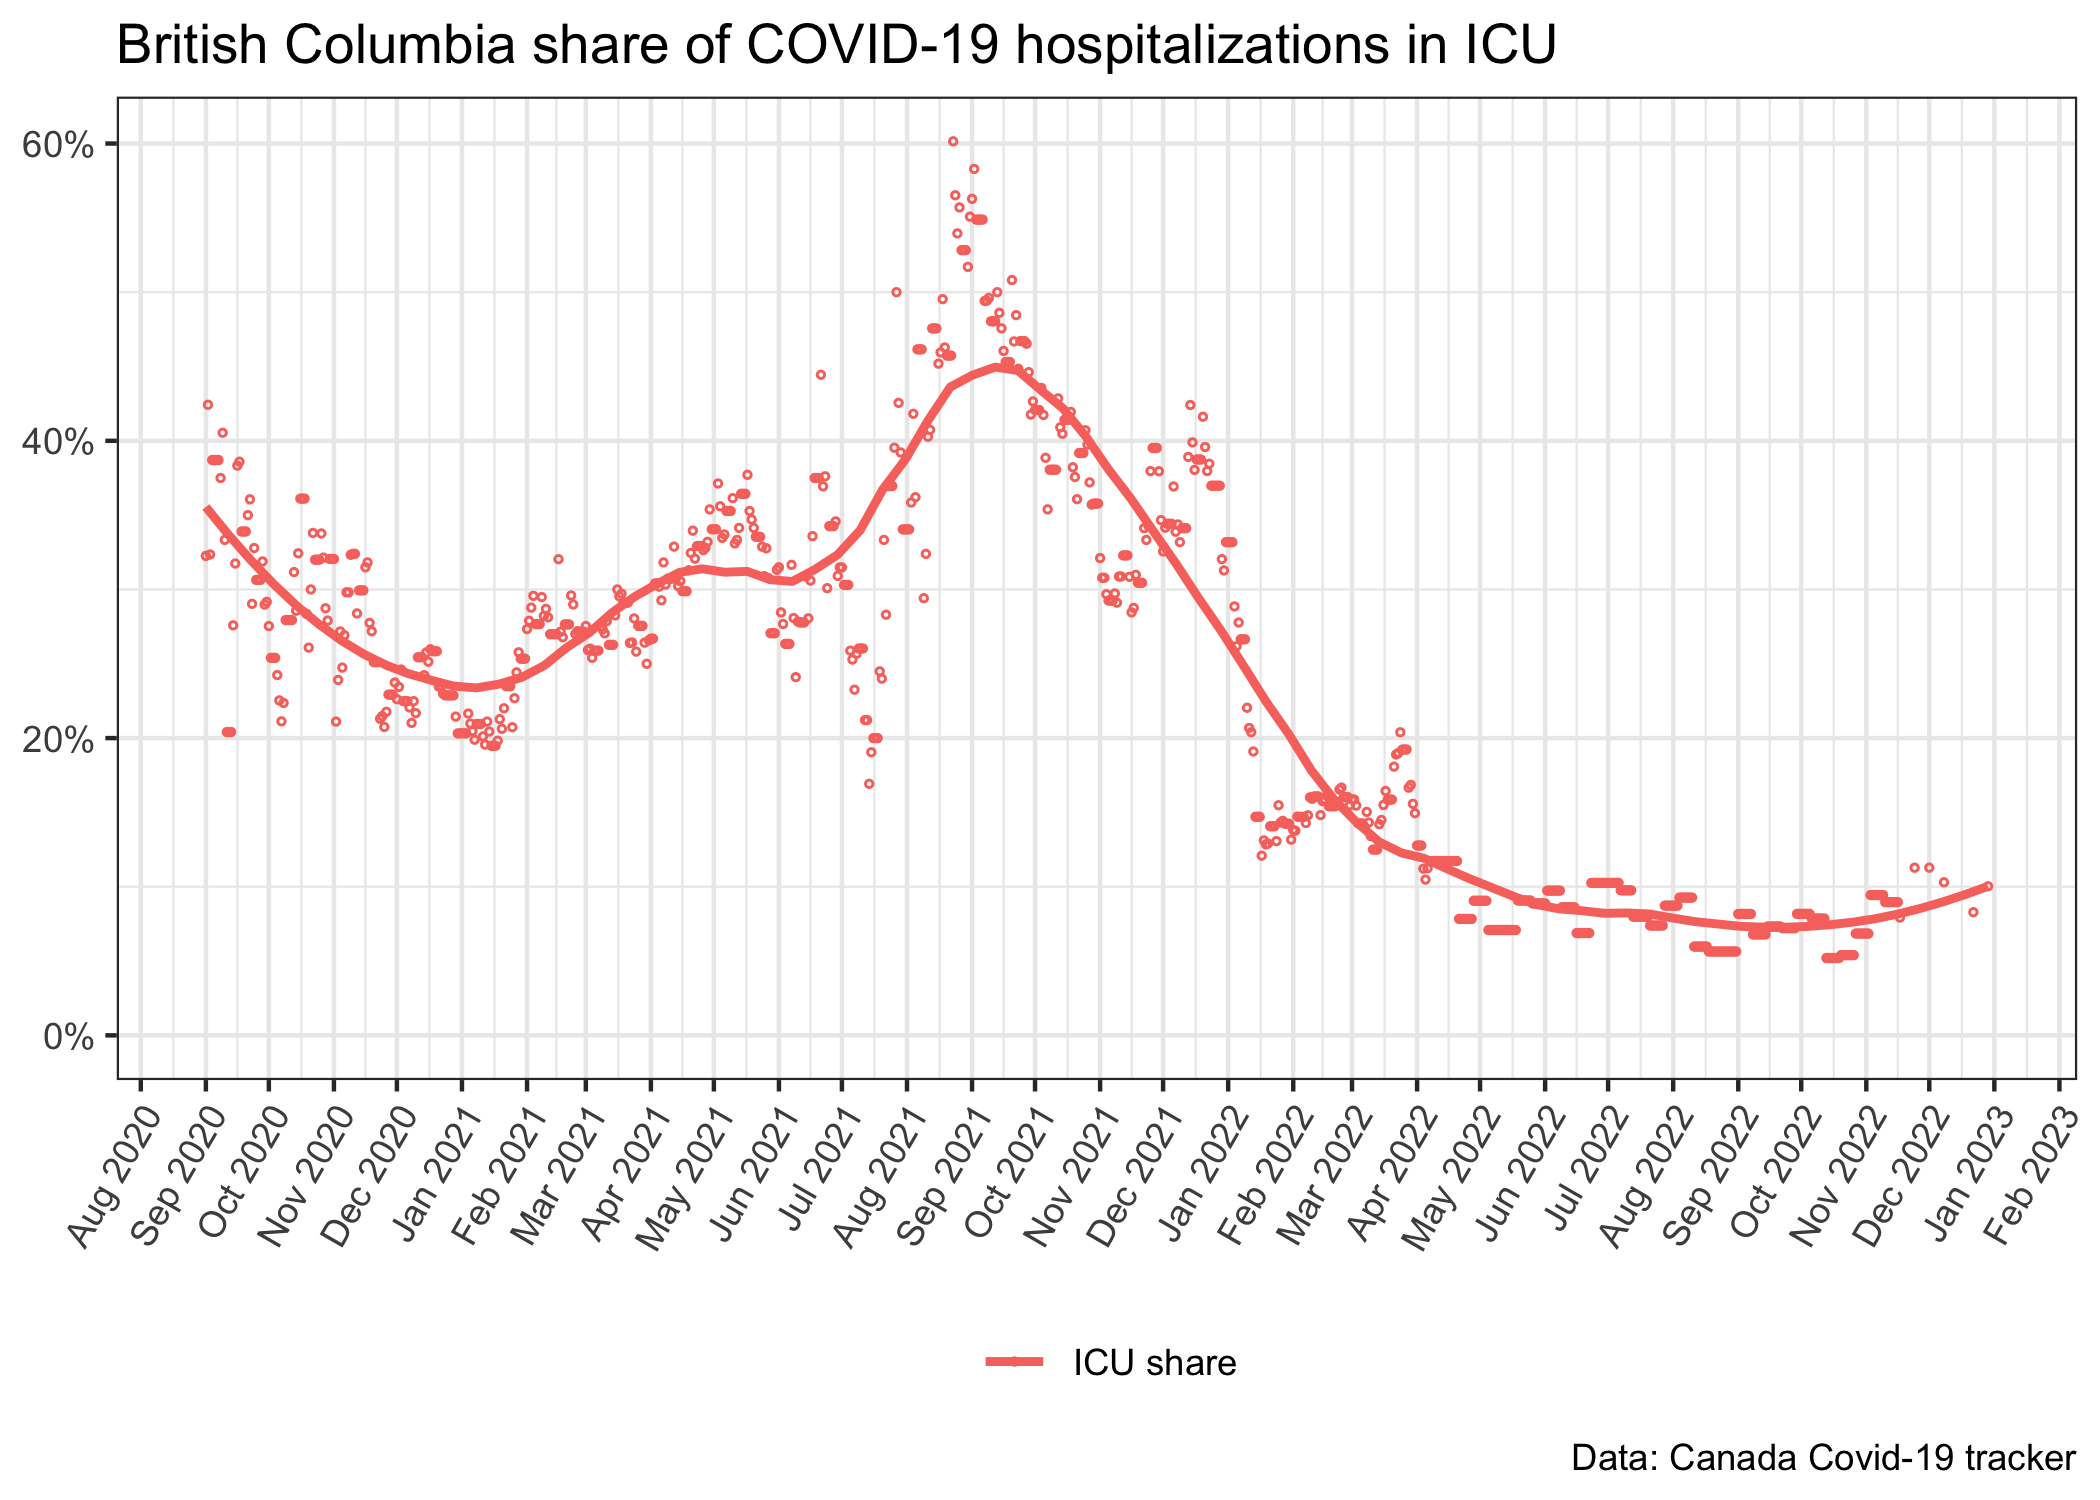 British Columbia share of COVID-19 hospitalizations in ICU
60%
40%
20%
0%
Aug 2020
Sep 2020
Oct 2020
Nov 2020
Dec 2020
Jan 2021
Feb 2021
Mar 2021
Apr 2021
May 2021
Jun 2021
Jul 2021
Aug 2021
Sep 2021
Oct 2021
Nov 2021
Dec 2021
Jan 2022
Feb 2022
Mar 2022
Apr 2022
May 2022
Jun 2022
Jul 2022
Aug 2022
Sep 2022
Oct 2022
Nov 2022
Dec 2022
Jan 2023
Feb 2023
ICU share
Data: Canada Covid-19 tracker